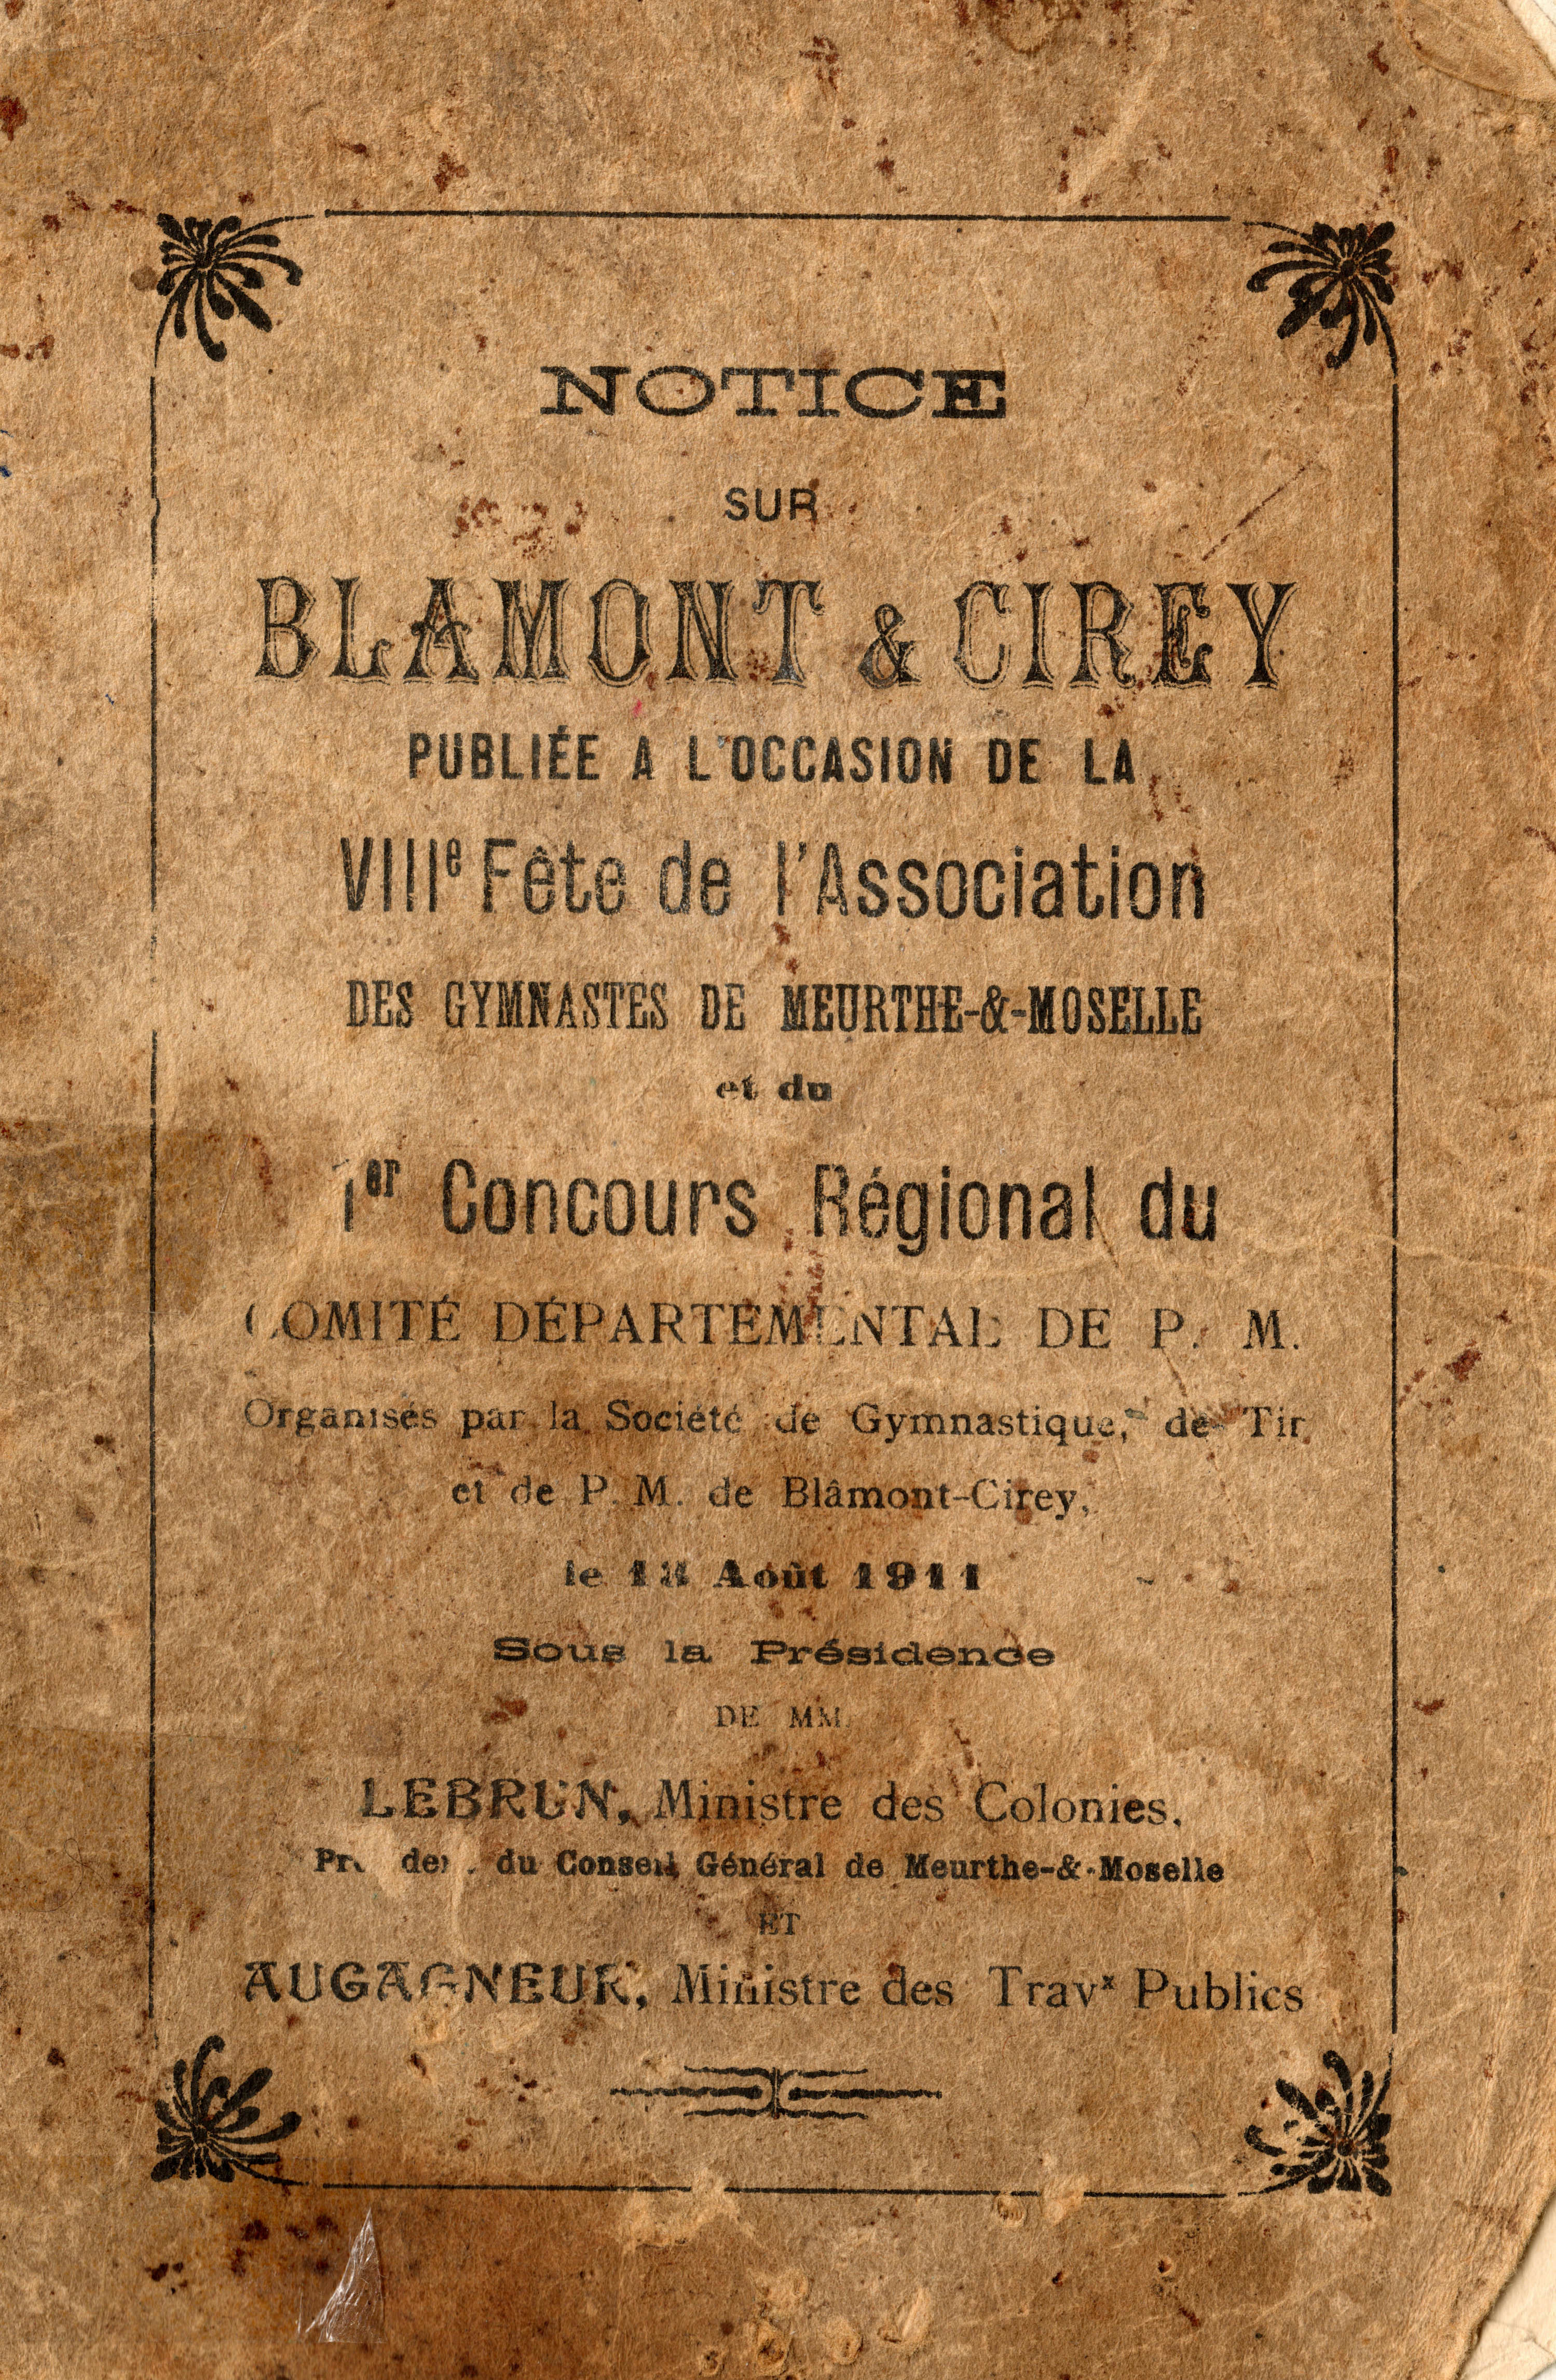 NOTICE
SUR
BLAMONT & CIREY
PUBLIÉE A L'OCCASION DE LA
VIIIe Fête de l'Association
DES GYMNASTES DE MEURTHE-&-MOSELLE
et du
1er Concours Régional du
COMITÉ DÉPARTEMENTAL DE P. M.
Organisés par la Société de Gymnastique, de Tir
et de P. M. de Blâmont-Cirey,
le Août 1911
Sous la Présidence
DE MM.
LEBRUN, Ministre des Colonies,
du Conseil Général de Meurthe-&-Moselle
ET
AUGAGNEUR, Ministre des Travx Publics